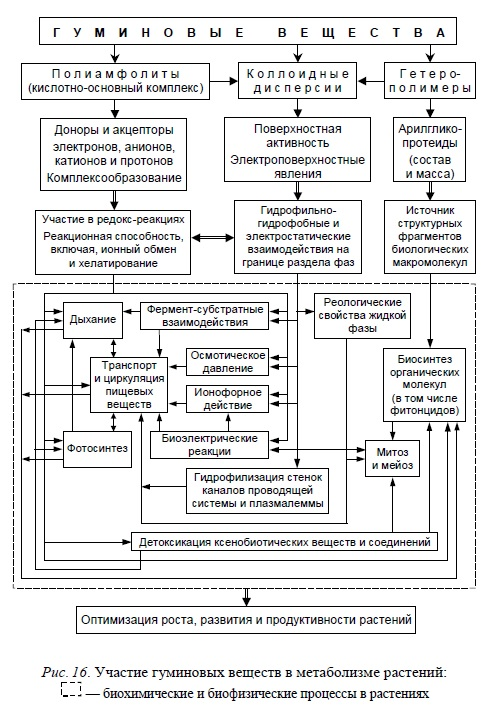 Г У М И Н О В Ы Е В Е Щ Е С Т В А
Полиамфолиты
(кислотно-основный комплекс)
Коллоидные
дисперсии
Гетеро-
полимеры
Доноры и акцепторы
электронов, анионов,
катионов и протонов
Комплексообразование
Поверхностная
активность
Электроповерхностные
явления
Арилглико-
протеиды
(состав
и масса)
Участие в редокс-реакциях
Реакционная способность,
включая, ионный обмен
и хелатирование
Гидрофильно-
гидрофобные и
электростатические
взаимодействия на
границе раздела фаз
Источник
структурных
фрагментов
биологических
макромолекул
Дыхание
Фермент-субстратные
взаимодействия
Реологические
свойства жидкой
фазы
Транспорт
и циркуляция
пищевых
веществ
Осмотическое
давление
Ионофорное
действие
Биосинтез
органических
молекул
(в том числе
фитонцидов)
Фотосинтез
Биоэлектрические
реакции
Митоз
и мейоз
Гидрофилизация стенок
каналов проводящей
системы и плазмалеммы
Детоксикация ксенобиотических веществ и соединений
Оптимизация роста, развития и продуктивности растений
Рис. 16. Участие гуминовых веществ в метаболизме растений:
— биохимические и биофизические процессы в растениях